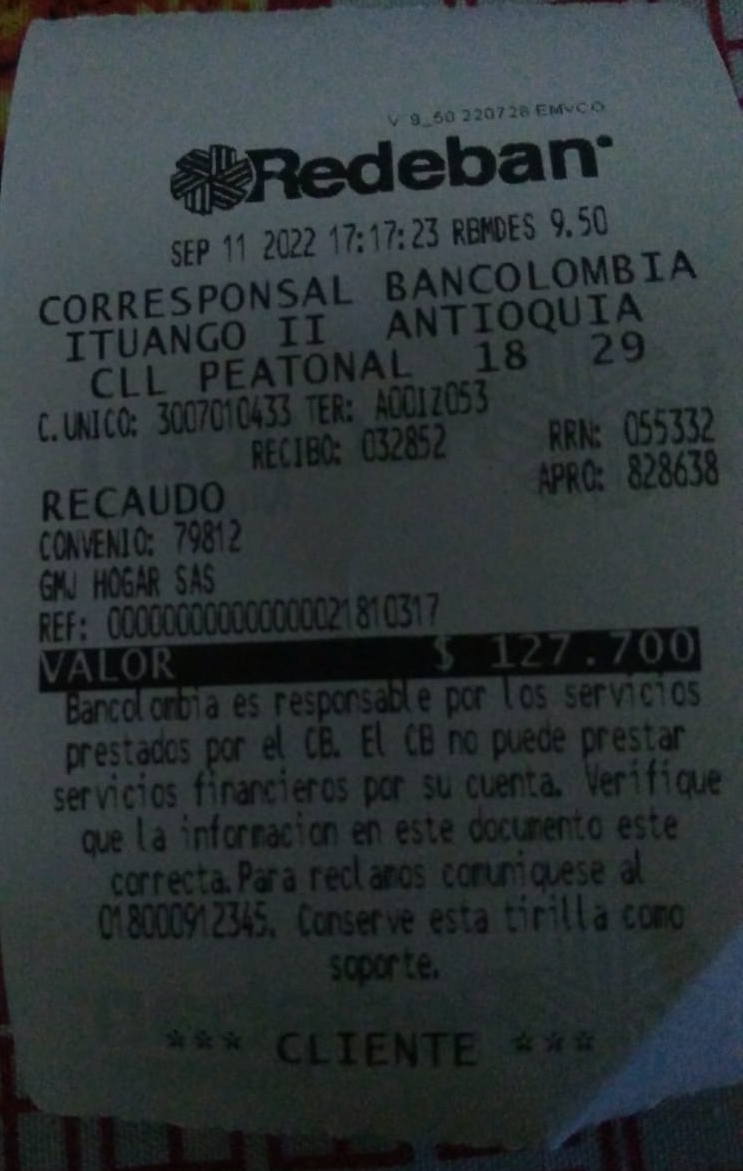 V 9_50 220728 EMVCO
Redeban
SEP 11 2022 17:17:23 RBMDES 9.50
CORRESPONSAL BANCOLOMBIA
ITUANGO II ANTIOQUIA
CLL PEATONAL 18 29
C.UNICO: 3007010433 TER: AOOIZ053
RECIBO: 032852 RRN: 055332
RECAUDO APRO: 828638
CONVENIO: 79812
GMJ HOGAR SAS
REF: 000000000000000021810317
VALOR $ 127.700
Bancolombia es responsable por los servicios
prestados por el CB. El CB no puede prestar
servicios financieros por su cuenta. Verifique
que la informacion en este documento este
correcta.Para reclamos comuniquese al
018000912345. Conserve esta tirilla como
soporte.
*** CLIENTE ***